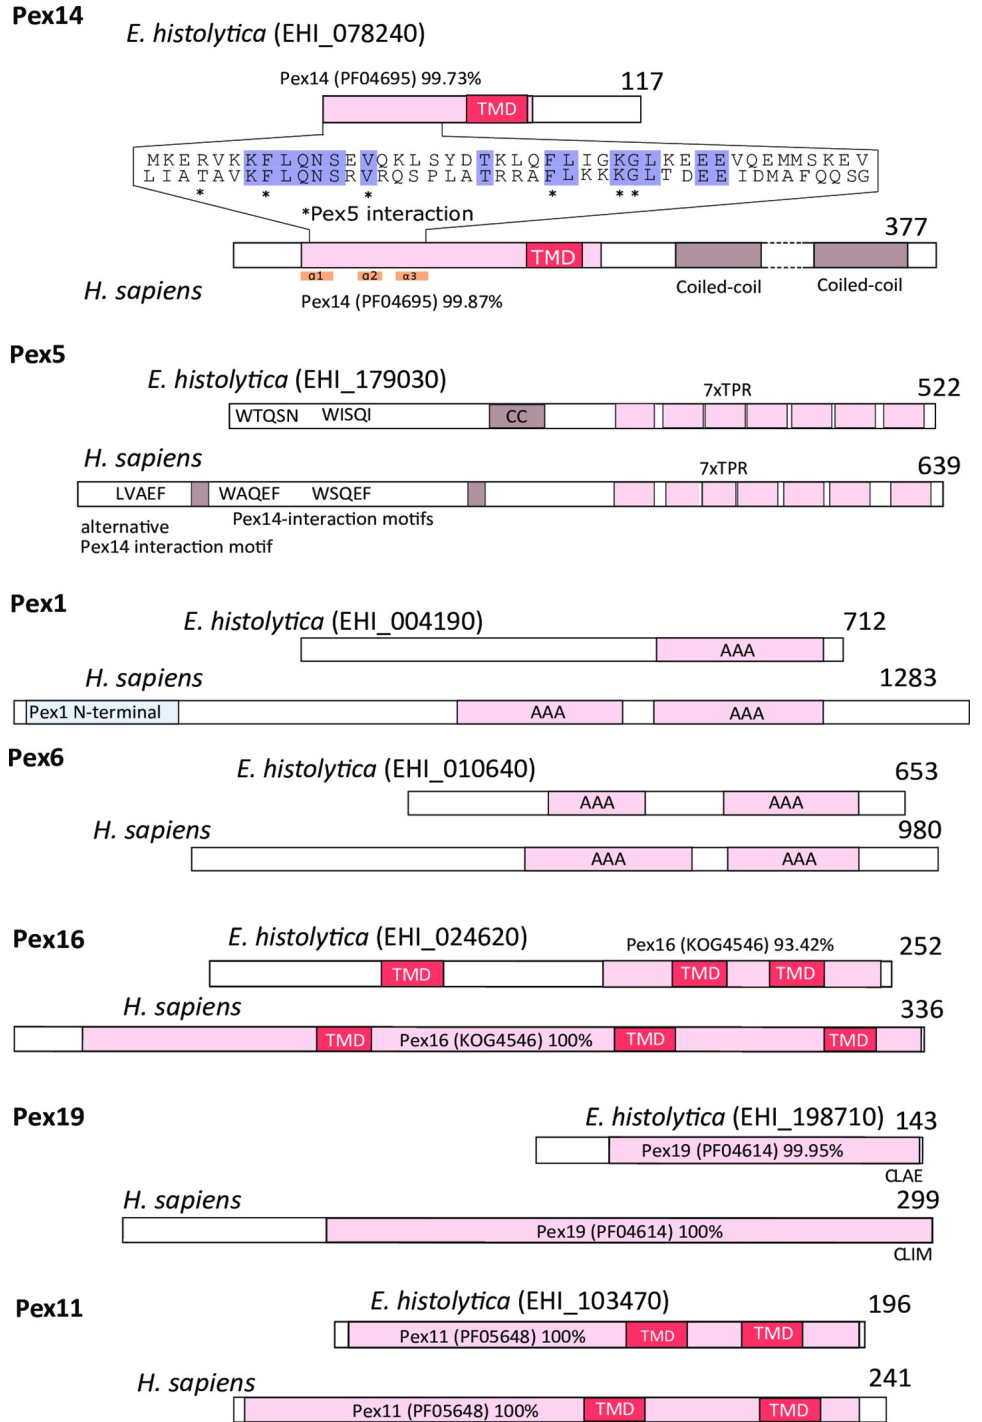 Pex14
E. histolytica (EHI_078240)
Pex14 (PF04695) 99.73%
117
TMD
MKERVKKFLQNSEVQKLSYDTKLQFLIGKGLKEEEVQEMMSKEV
LIATAVKFLQNSRVRQSPLATRRAFLKKKGLTDEEIDMAFQQSG
* * * * * *
*Pex5 interaction
377
TMD
α1 α2 α3
H. sapiens
Pex14 (PF04695) 99.87%
Coiled-coil
Coiled-coil
Pex5
E. histolytica (EHI_179030)
7xTPR
522
WTQSN WISQI CC
H. sapiens
7xTPR
639
LVAEF WAQEF WSQEF
alternative
Pex14 interaction motif
Pex14-interaction motifs
Pex1
E. histolytica (EHI_004190)
712
AAA
H. sapiens
1283
Pex1 N-terminal AAA AAA
Pex6
E. histolytica (EHI_010640)
653
AAA AAA
H. sapiens
980
AAA AAA
Pex16
E. histolytica (EHI_024620)
Pex16 (KOG4546) 93.42%
252
TMD TMD TMD
H. sapiens
336
TMD Pex16 (KOG4546) 100% TMD TMD
Pex19
E. histolytica (EHI_198710) 143
Pex19 (PF04614) 99.95%
CLAE
H. sapiens
299
Pex19 (PF04614) 100%
CLIM
Pex11
E. histolytica (EHI_103470)
196
Pex11 (PF05648) 100% TMD TMD
H. sapiens
241
Pex11 (PF05648) 100% TMD TMD